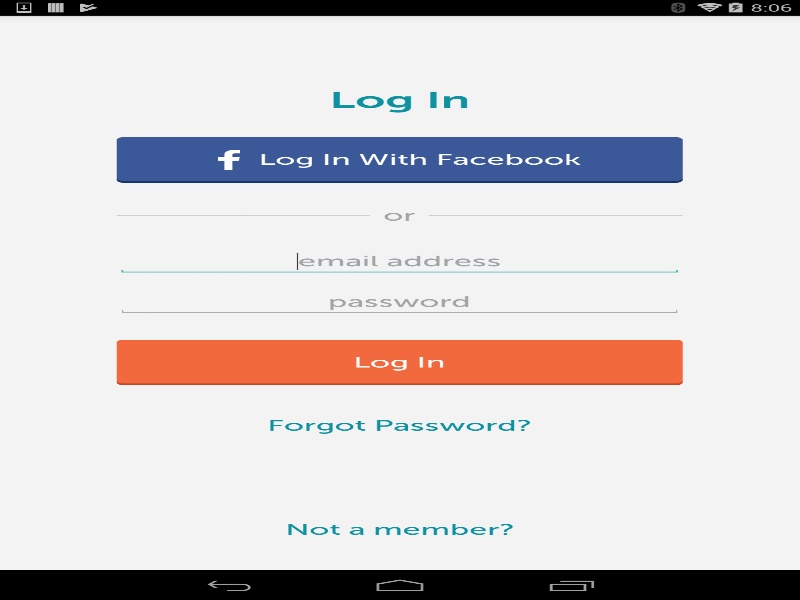 8:06
Log In
f Log In With Facebook
or
email address
password
Log In
Forgot Password?
Not a member?